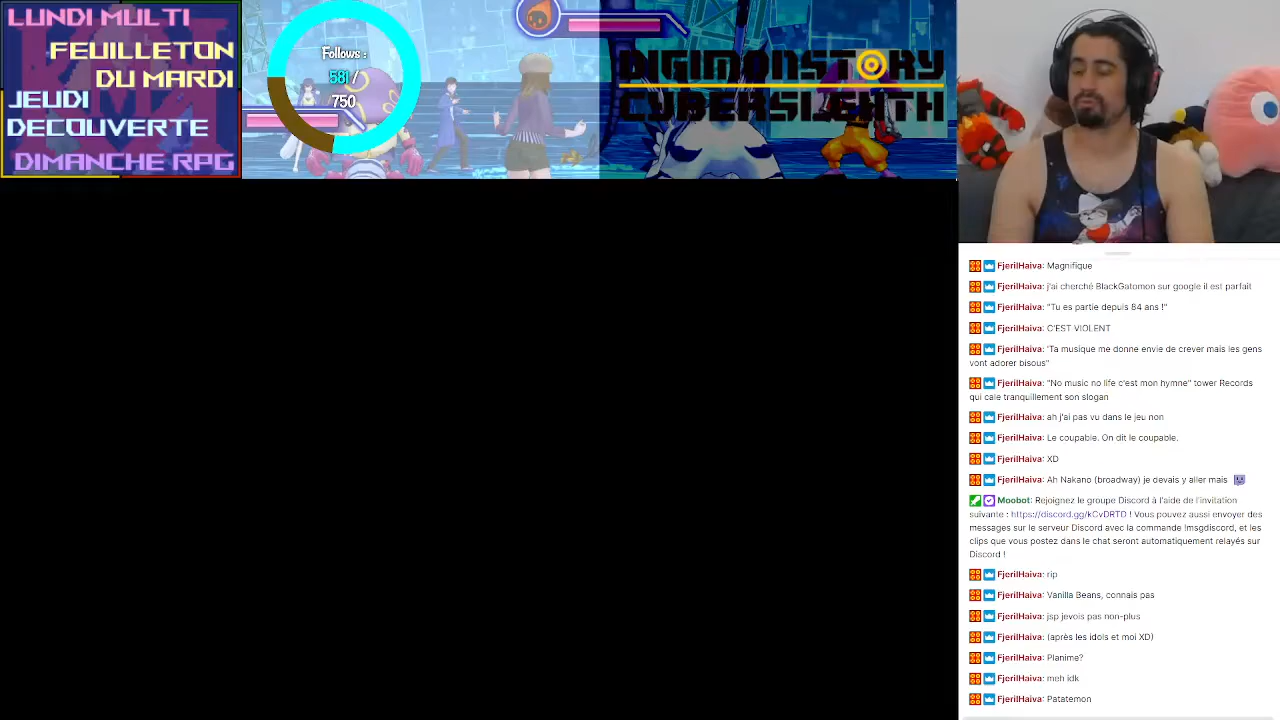 LUNDI MULTI
FEUILLETON
DU MARDI
JEUDI
DECOUVERTE
DIMANCHE RPG
Follows :
581 /
750
DIGIMONSTORY
CYBERSLEUTH
FjerilHaiva: Magnifique
FjerilHaiva: j'ai cherché BlackGatomon sur google il est parfait
FjerilHaiva: "Tu es partie depuis 84 ans !"
FjerilHaiva: C'EST VIOLENT
FjerilHaiva: 'Ta musique me donne envie de crever mais les gens
vont adorer bisous"
FjerilHaiva: "No music no life c'est mon hymne" tower Records
qui cale tranquillement son slogan
FjerilHaiva: ah j'ai pas vu dans le jeu non
FjerilHaiva: Le coupable. On dit le coupable.
FjerilHaiva: XD
FjerilHaiva: Ah Nakano (broadway) je devais y aller mais
Moobot: Rejoignez le groupe Discord à l'aide de l'invitation
suivante : https://discord.gg/kCvDRTD ! Vous pouvez aussi envoyer des
messages sur le serveur Discord avec la commande !msgdiscord, et les
clips que vous postez dans le chat seront automatiquement relayés sur
Discord !
FjerilHaiva: rip
FjerilHaiva: Vanilla Beans, connais pas
FjerilHaiva: jsp jevois pas non-plus
FjerilHaiva: (après les idols et moi XD)
FjerilHaiva: Planime?
FjerilHaiva: meh idk
FjerilHaiva: Patatemon